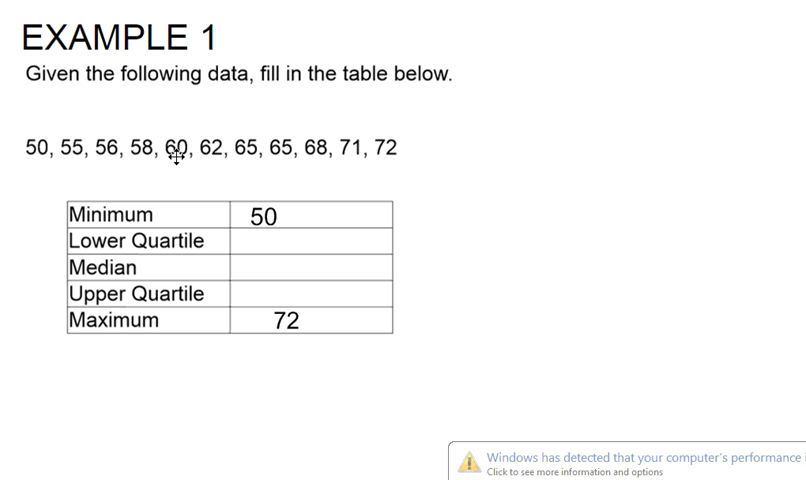 EXAMPLE 1
Given the following data, fill in the table below.
50, 55, 56, 58, 60, 62, 65, 65, 68, 71, 72
Minimum 50
Lower Quartile
Median
Upper Quartile
Maximum 72
Windows has detected that your computer's performance
Click to see more information and options